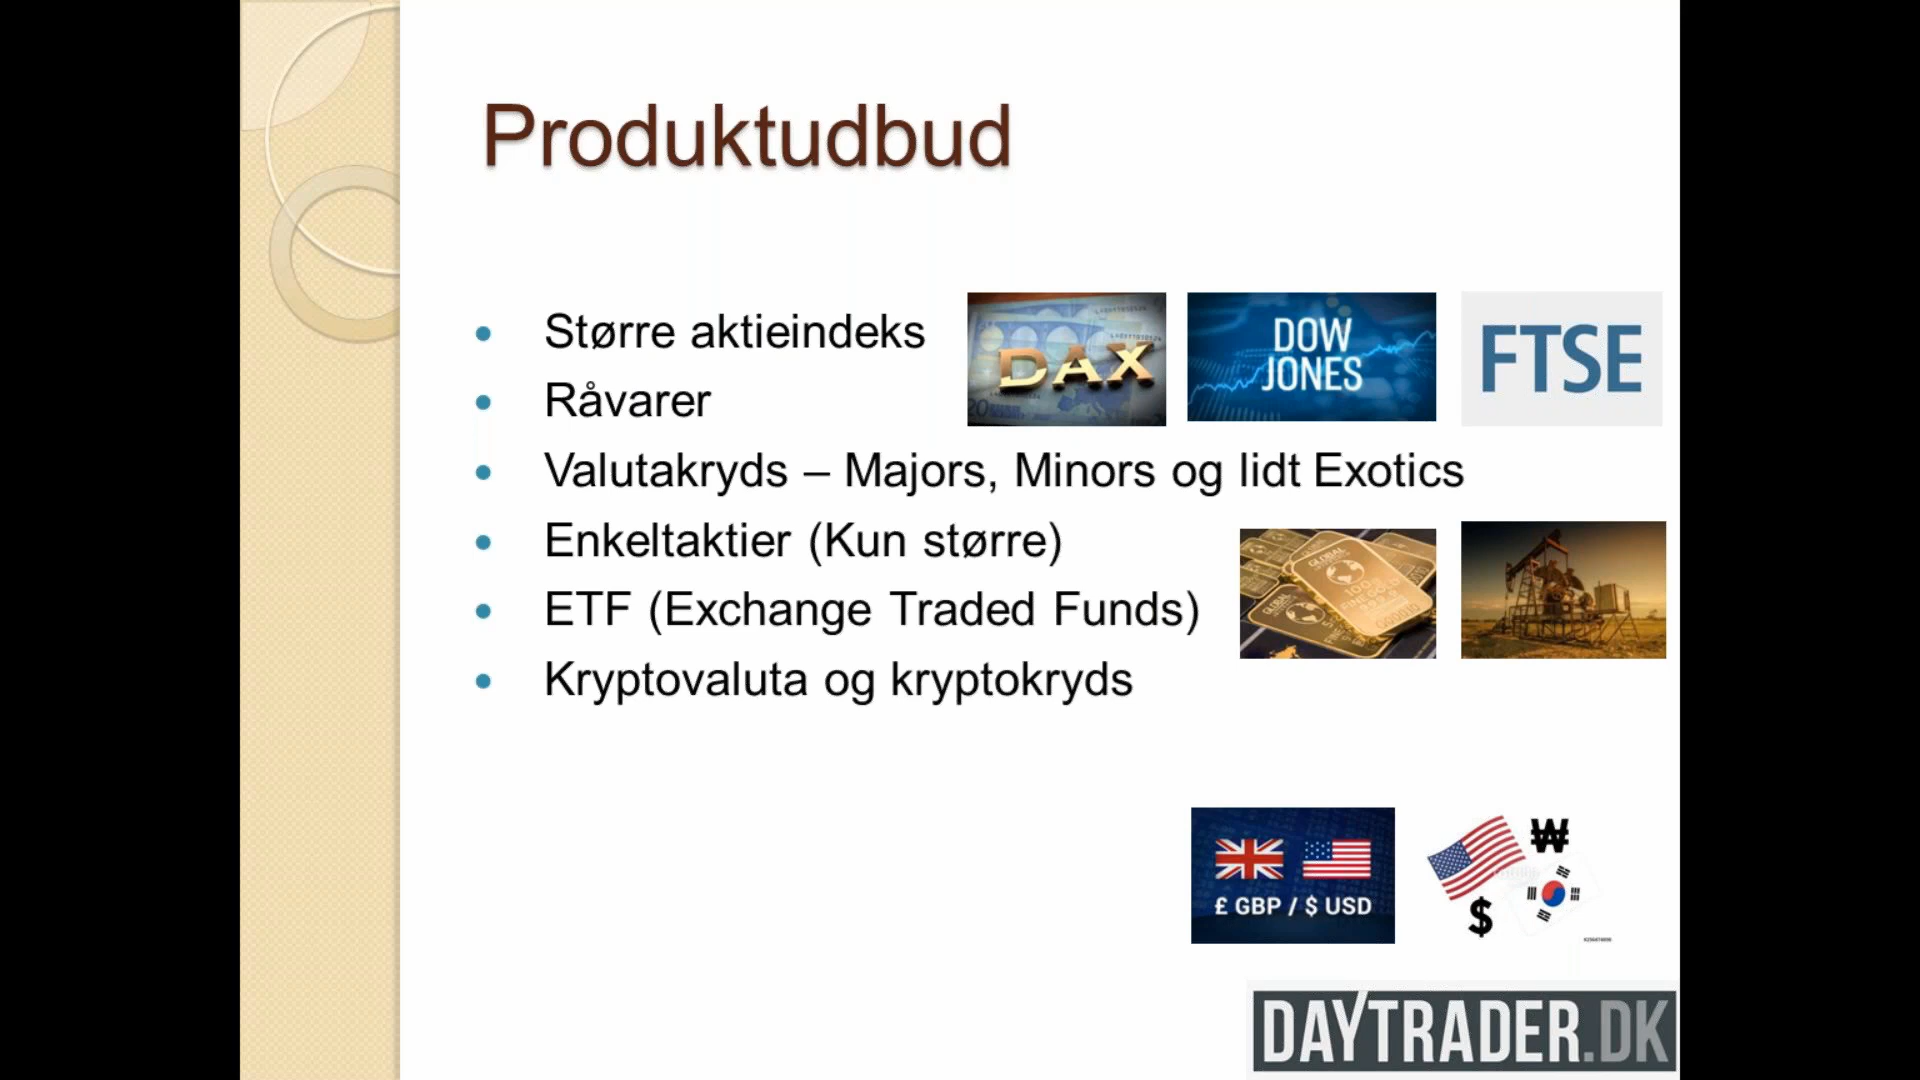 Produktudbud
Større aktieindeks
Råvarer
Valutakryds – Majors, Minors og lidt Exotics
Enkeltaktier (Kun større)
ETF (Exchange Traded Funds)
Kryptovaluta og kryptokryds
DAX
DOW
JONES
FTSE
GLOBAL
£ GBP / $ USD
₩
$
DAYTRADER.DK